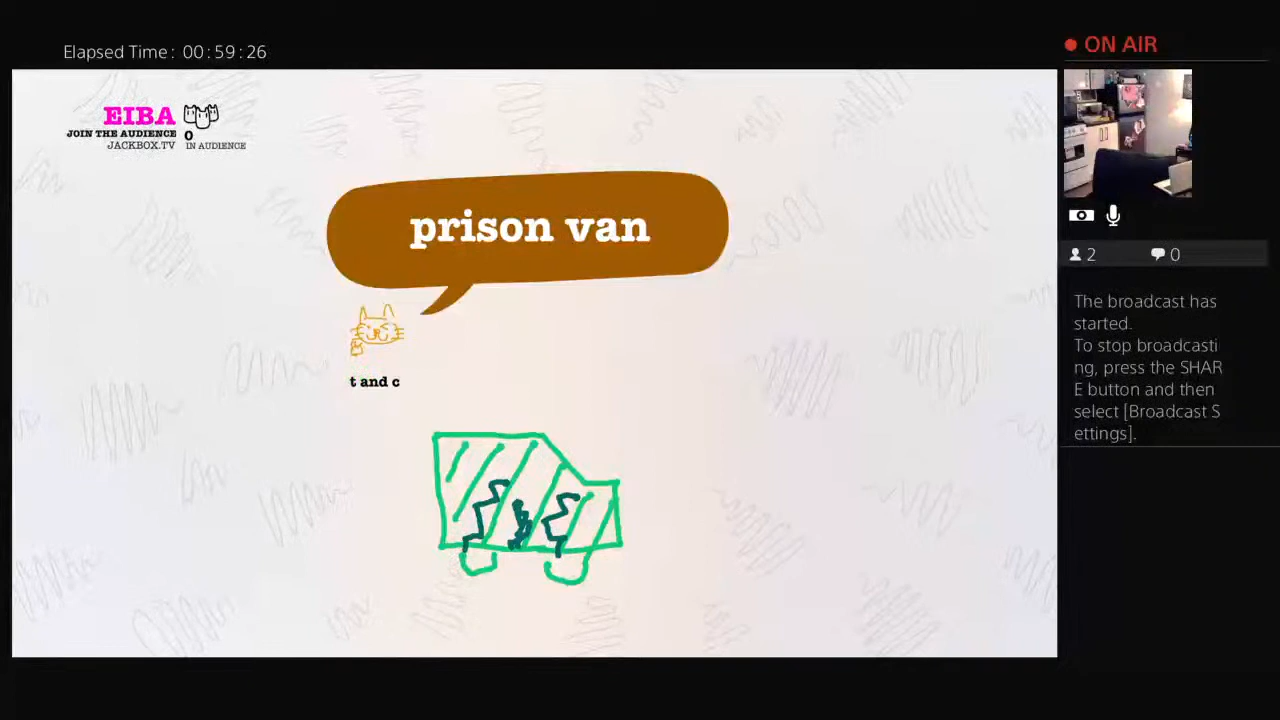 Elapsed Time: 00:59:26
ON AIR
EIBA
JOIN THE AUDIENCE
JACKBOX.TV
0
IN AUDIENCE
prison van
t and c
2
0
The broadcast has
started.
To stop broadcasti
ng, press the SHAR
E button and then
select [Broadcast S
ettings].